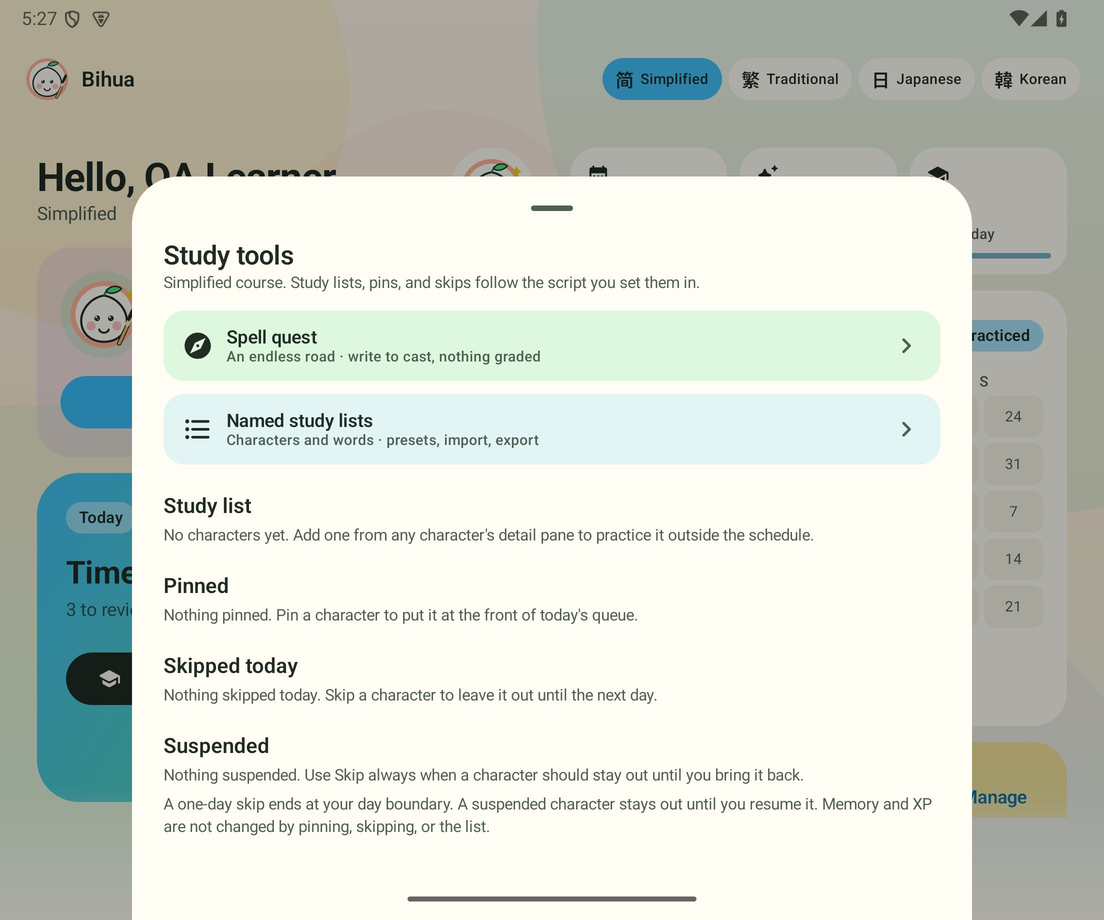 5:27
Bihua
简 Simplified
繁 Traditional
日 Japanese
韓 Korean
Hello, QA Learner
Simplified
day
Study tools
Simplified course. Study lists, pins, and skips follow the script you set them in.
Spell quest
An endless road · write to cast, nothing graded
Named study lists
Characters and words · presets, import, export
racticed
S
24
31
7
14
21
Study list
No characters yet. Add one from any character's detail pane to practice it outside the schedule.
Today
Pinned
Time
Nothing pinned. Pin a character to put it at the front of today's queue.
3 to revi
Skipped today
Nothing skipped today. Skip a character to leave it out until the next day.
Suspended
Nothing suspended. Use Skip always when a character should stay out until you bring it back.
A one-day skip ends at your day boundary. A suspended character stays out until you resume it. Memory and XP
are not changed by pinning, skipping, or the list.
Manage